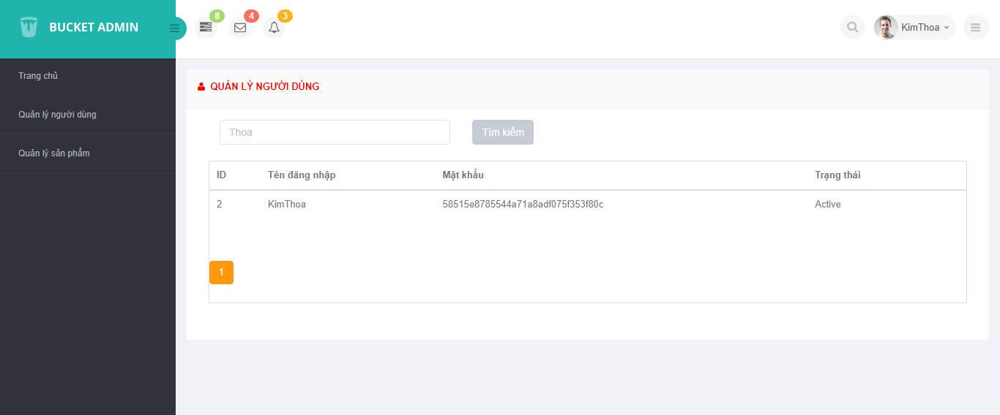 BUCKET ADMIN
8
4
3
KimThoa
Trang chủ
Quản lý người dùng
Quản lý sản phẩm
QUẢN LÝ NGƯỜI DÙNG
Thoa
Tìm kiếm
ID Tên đăng nhập Mật khẩu Trạng thái
2 KimThoa 58515e8785544a71a8adf075f353f80c Active
1